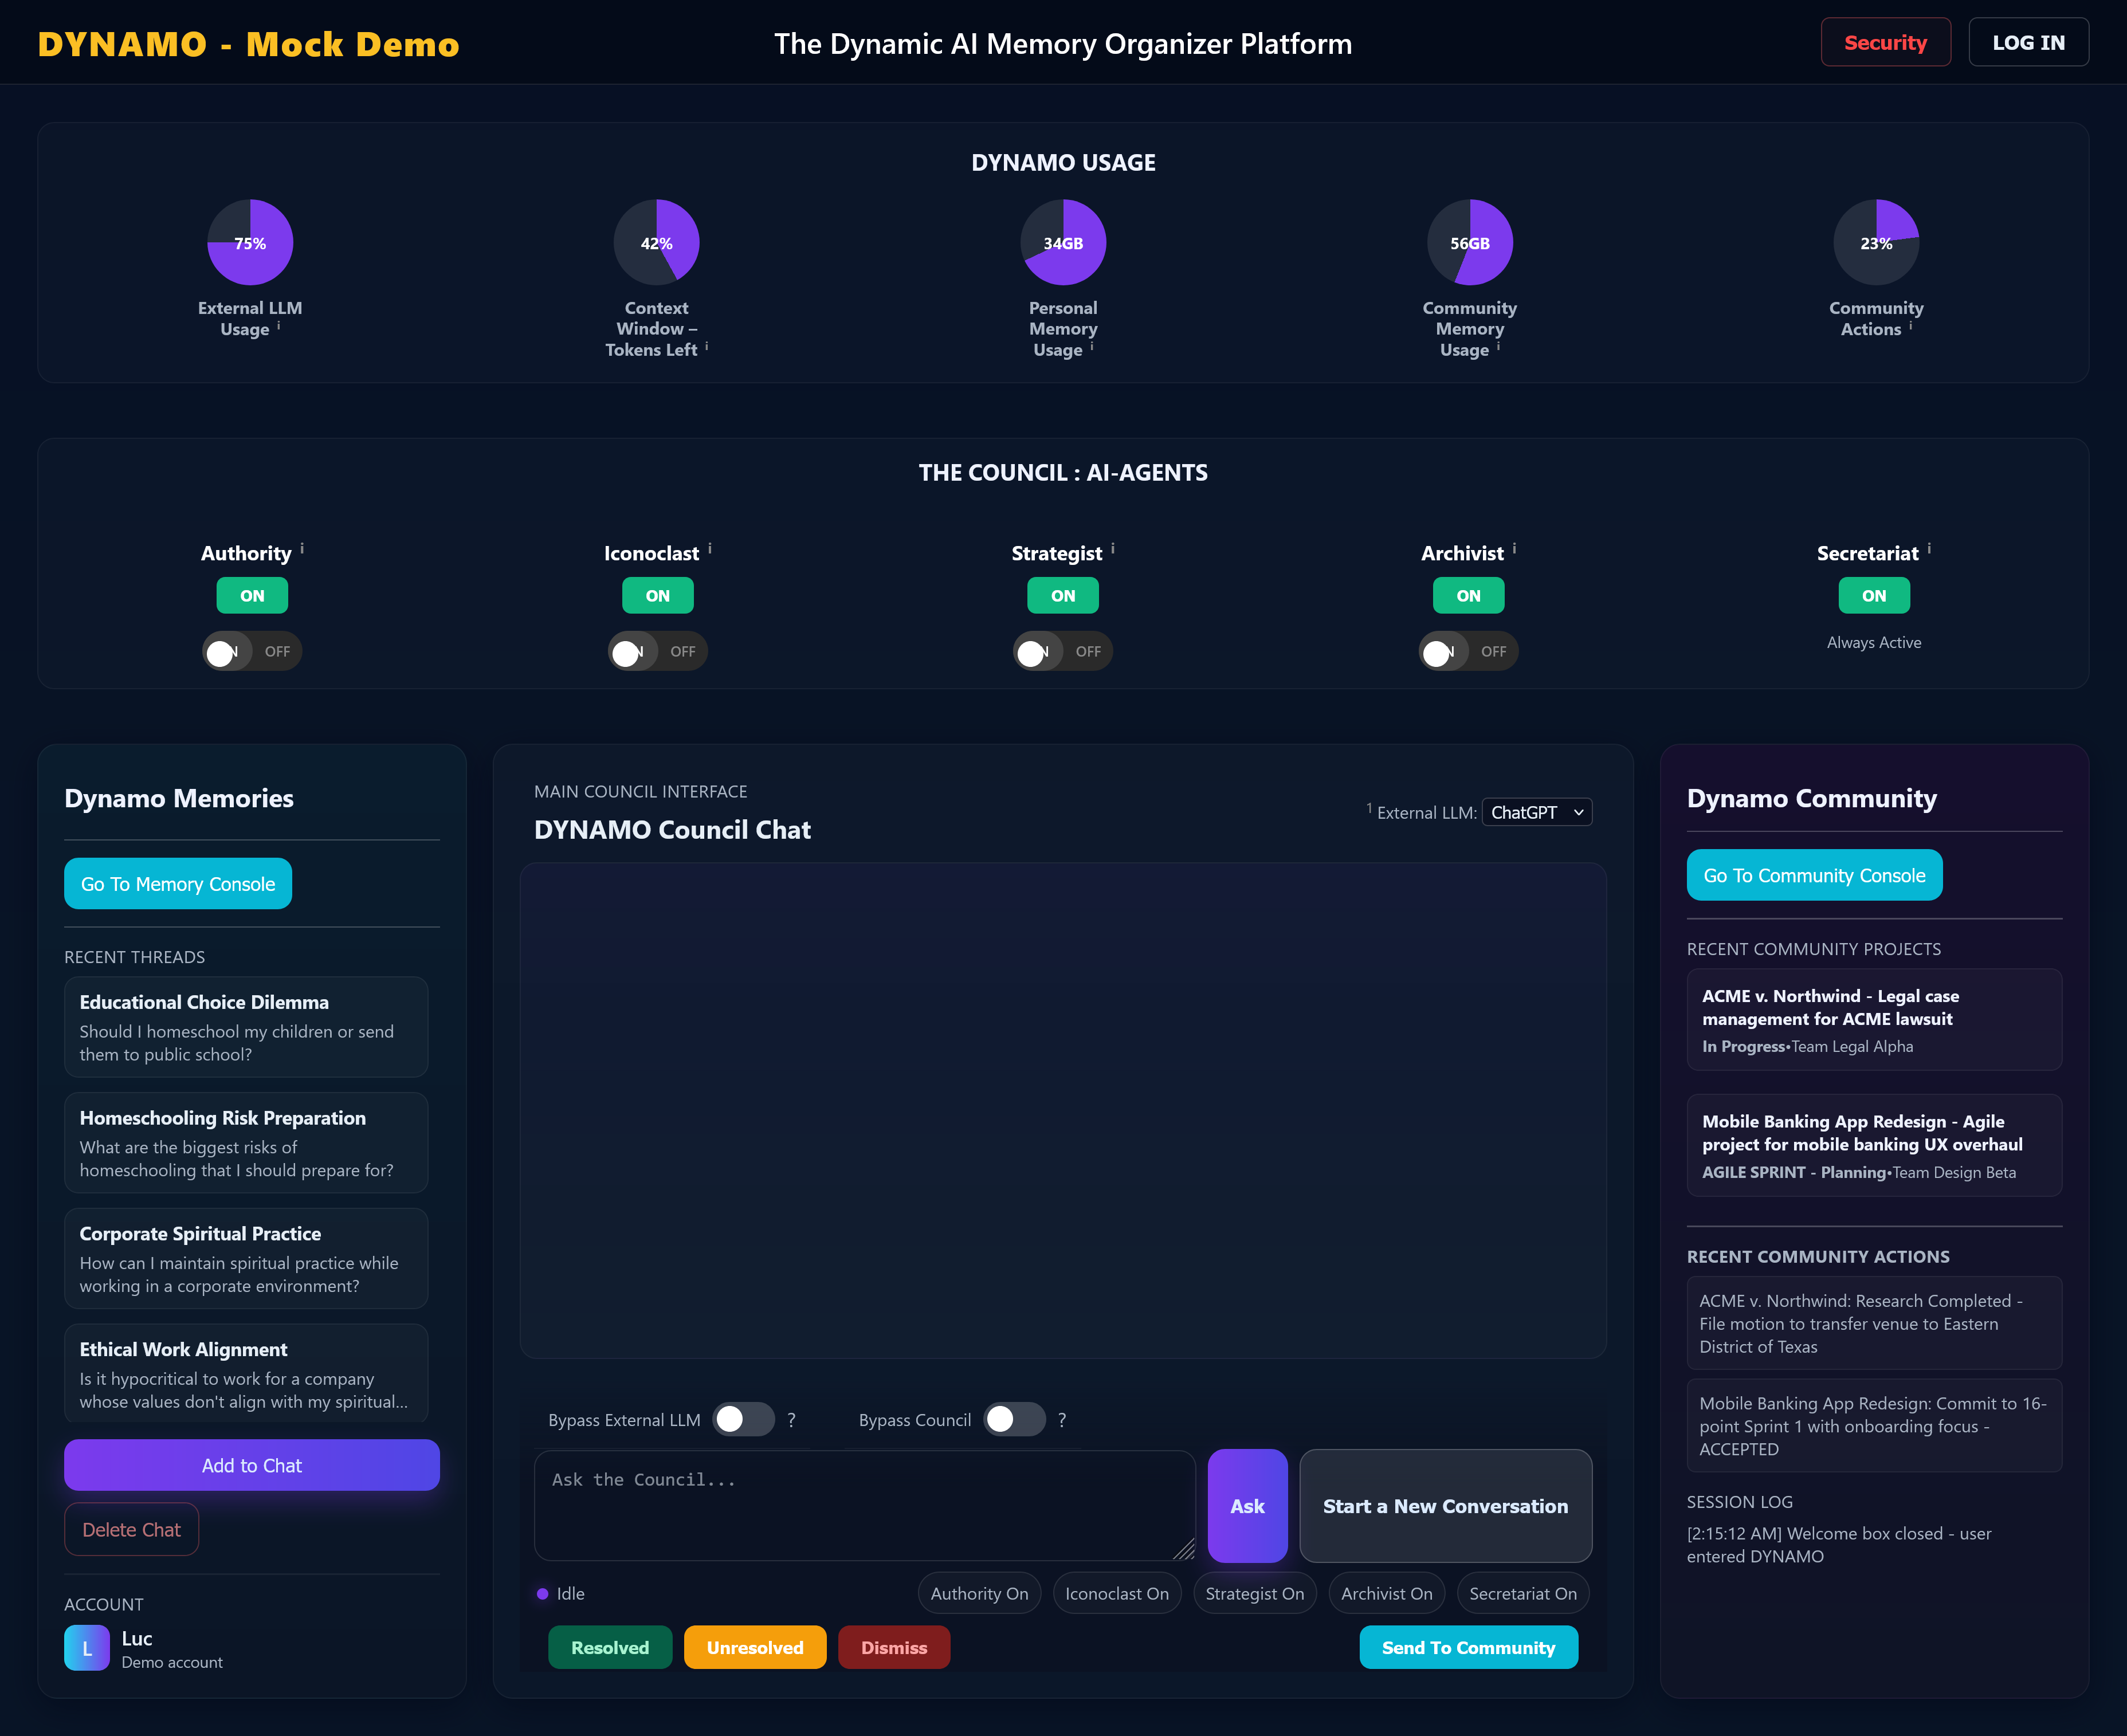 DYNAMO - Mock Demo
The Dynamic AI Memory Organizer Platform
Security
LOG IN
DYNAMO USAGE
75%
External LLM
Usage i
42%
Context
Window –
Tokens Left i
34GB
Personal
Memory
Usage i
56GB
Community
Memory
Usage i
23%
Community
Actions i
THE COUNCIL : AI-AGENTS
Authority i
ON
OFF
Iconoclast i
ON
OFF
Strategist i
ON
OFF
Archivist i
ON
OFF
Secretariat i
ON
Always Active
Dynamo Memories
Go To Memory Console
RECENT THREADS
Educational Choice Dilemma
Should I homeschool my children or send
them to public school?
Homeschooling Risk Preparation
What are the biggest risks of
homeschooling that I should prepare for?
Corporate Spiritual Practice
How can I maintain spiritual practice while
working in a corporate environment?
Ethical Work Alignment
Is it hypocritical to work for a company
whose values don't align with my spiritual...
Add to Chat
Delete Chat
ACCOUNT
L
Luc
Demo account
MAIN COUNCIL INTERFACE
DYNAMO Council Chat
1 External LLM: ChatGPT
Bypass External LLM ?
Bypass Council ?
Ask the Council...
Ask
Start a New Conversation
Idle
Authority On
Iconoclast On
Strategist On
Archivist On
Secretariat On
Resolved
Unresolved
Dismiss
Send To Community
Dynamo Community
Go To Community Console
RECENT COMMUNITY PROJECTS
ACME v. Northwind - Legal case
management for ACME lawsuit
In Progress•Team Legal Alpha
Mobile Banking App Redesign - Agile
project for mobile banking UX overhaul
AGILE SPRINT - Planning•Team Design Beta
RECENT COMMUNITY ACTIONS
ACME v. Northwind: Research Completed -
File motion to transfer venue to Eastern
District of Texas
Mobile Banking App Redesign: Commit to 16-
point Sprint 1 with onboarding focus -
ACCEPTED
SESSION LOG
[2:15:12 AM] Welcome box closed - user
entered DYNAMO